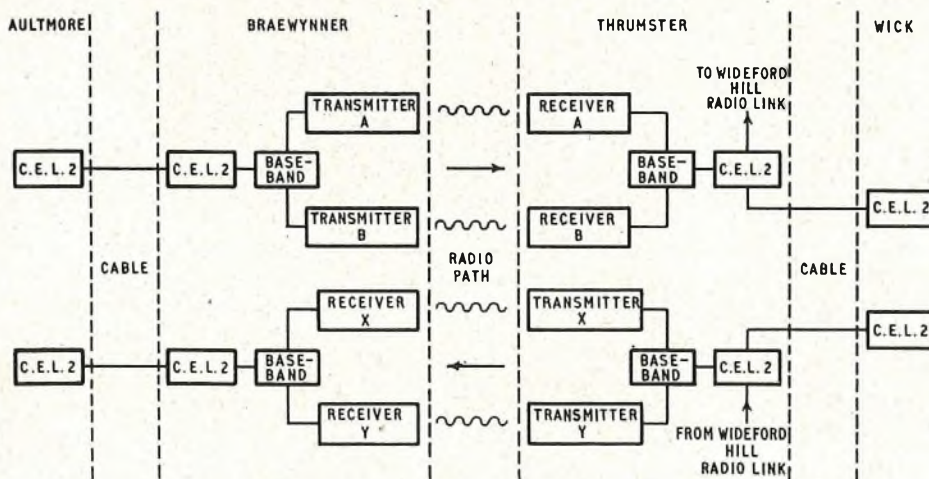 AULTMORE
BRAEWYNNER
THRUMSTER
WICK
TO WIDEFORD
HILL
RADIO LINK
TRANSMITTER
A
RECEIVER
A
C.E.L. 2
C.E.L. 2
BASE-
BAND
BASE-
BAND
C.E.L. 2
C.E.L. 2
TRANSMITTER
B
RECEIVER
B
CABLE
RADIO
PATH
CABLE
RECEIVER
X
TRANSMITTER
X
C.E.L. 2
C.E.L. 2
C.E.L. 2
BASE-
BAND
BASE-
BAND
C.E.L. 2
RECEIVER
Y
TRANSMITTER
Y
FROM WIDEFORD
HILL
RADIO LINK